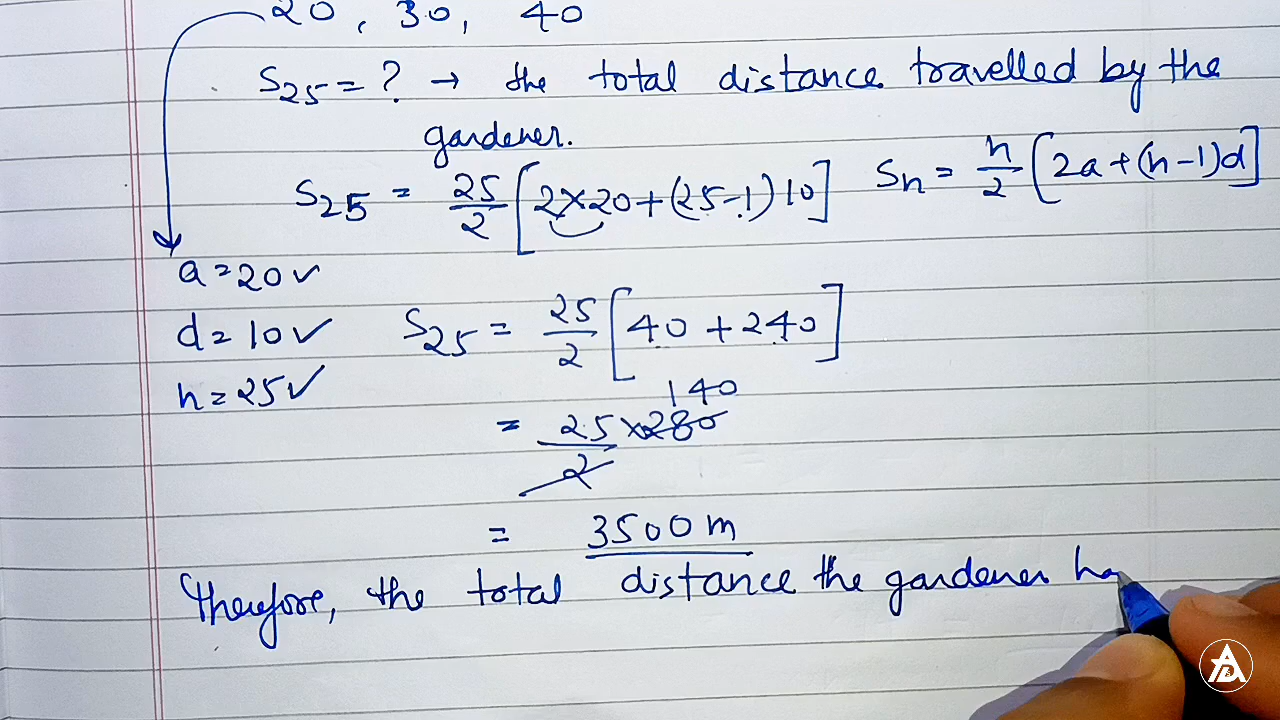 20, 30, 40
S₂₅ = ? → the total distance travelled by the
gardener.
S₂₅ = 25/2 [2×20+(25-1)10] Sn = n/2 [2a+(n-1)d]
a=20✓
d=10✓ S₂₅ = 25/2 [40+240]
n=25✓
140
= 25×280/2
= 3500m
Therefore, the total distance the gardener ha